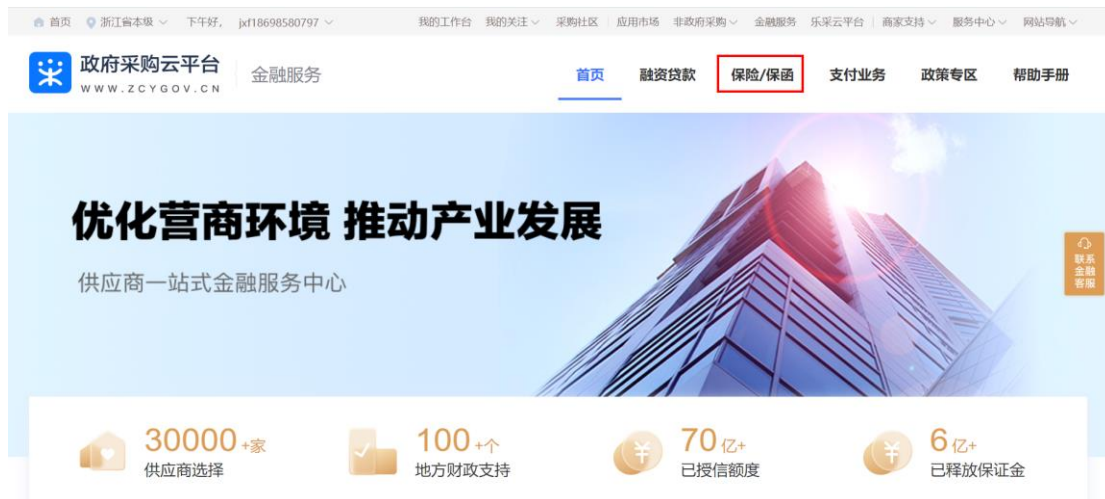 首页 浙江省本级 下午好， jxf18698580797 我的工作台 我的关注 采购社区 应用市场 非政府采购 金融服务 乐采云平台 商家支持 服务中心 网站导航
政府采购云平台 金融服务 首页 融资贷款 保险/保函 支付业务 政策专区 帮助手册
WWW.ZCYGOV.CN
优化营商环境 推动产业发展
供应商一站式金融服务中心
联系
金融
客服
30000+家 100+个 70亿+ 6亿+
供应商选择 地方财政支持 已授信额度 已释放保证金